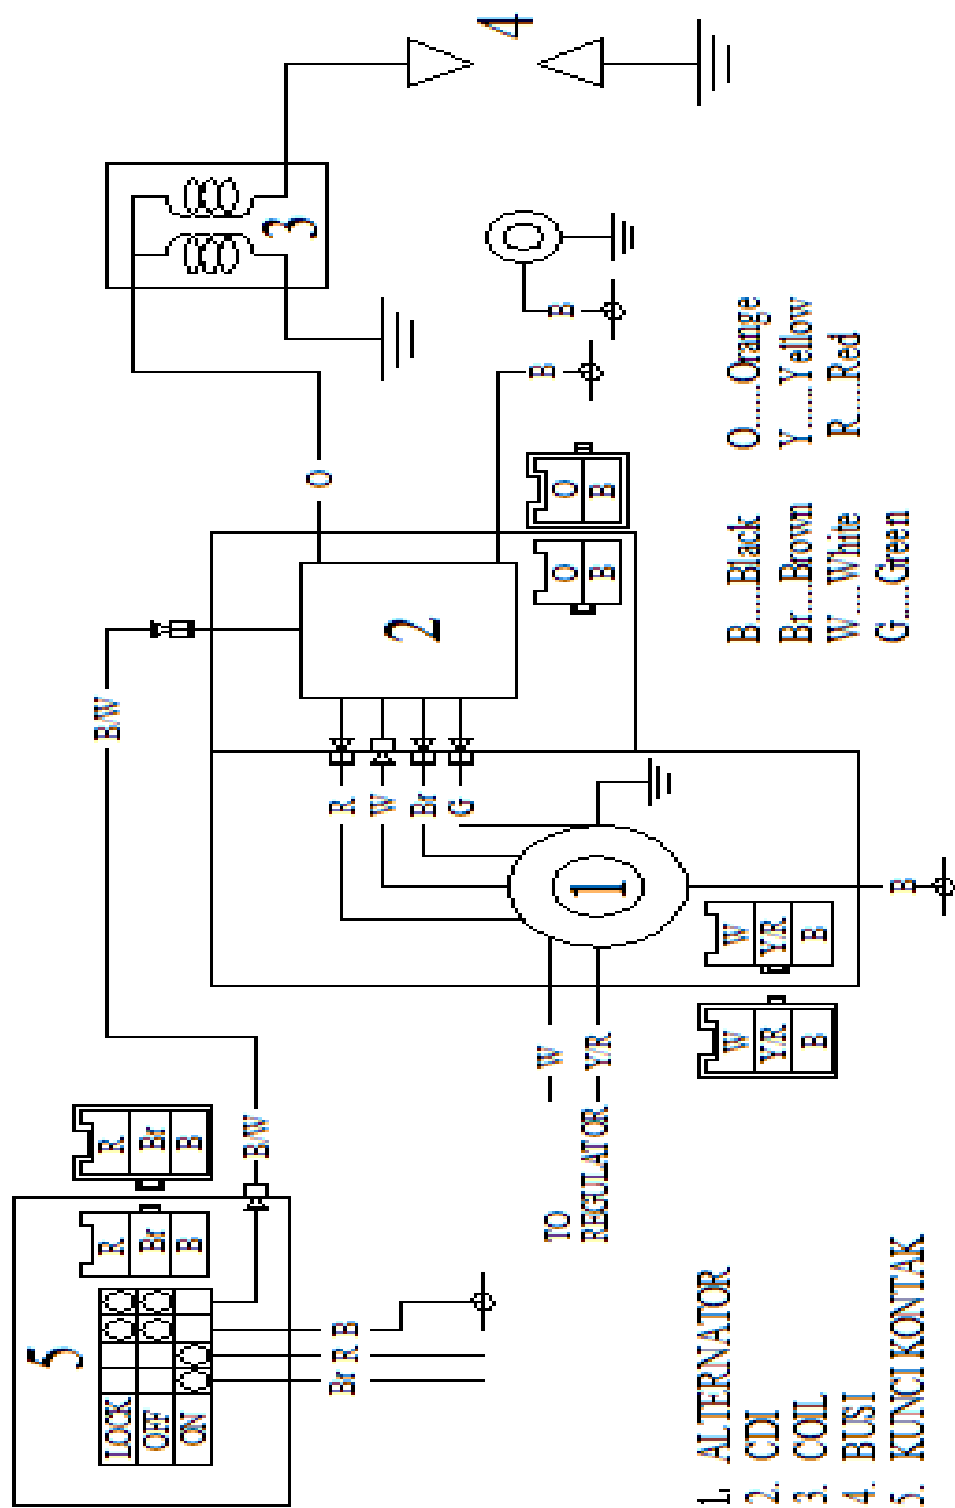 5
LOCK
OFF
ON
R
Br
B
R
Br
B
Br R B
B/W
B/W
TO
REGULATOR
W
Y/R
W
Y/R
B
W
Y/R
B
1
B
R
W
Br
G
2
O
B
O
B
O
B
B
3
4
1. ALTERNATOR
2. CDI
3. COIL
4. BUSI
5. KUNCI KONTAK
B....Black
Br...Brown
W....White
G....Green
O.....Orange
Y.....Yellow
R.....Red